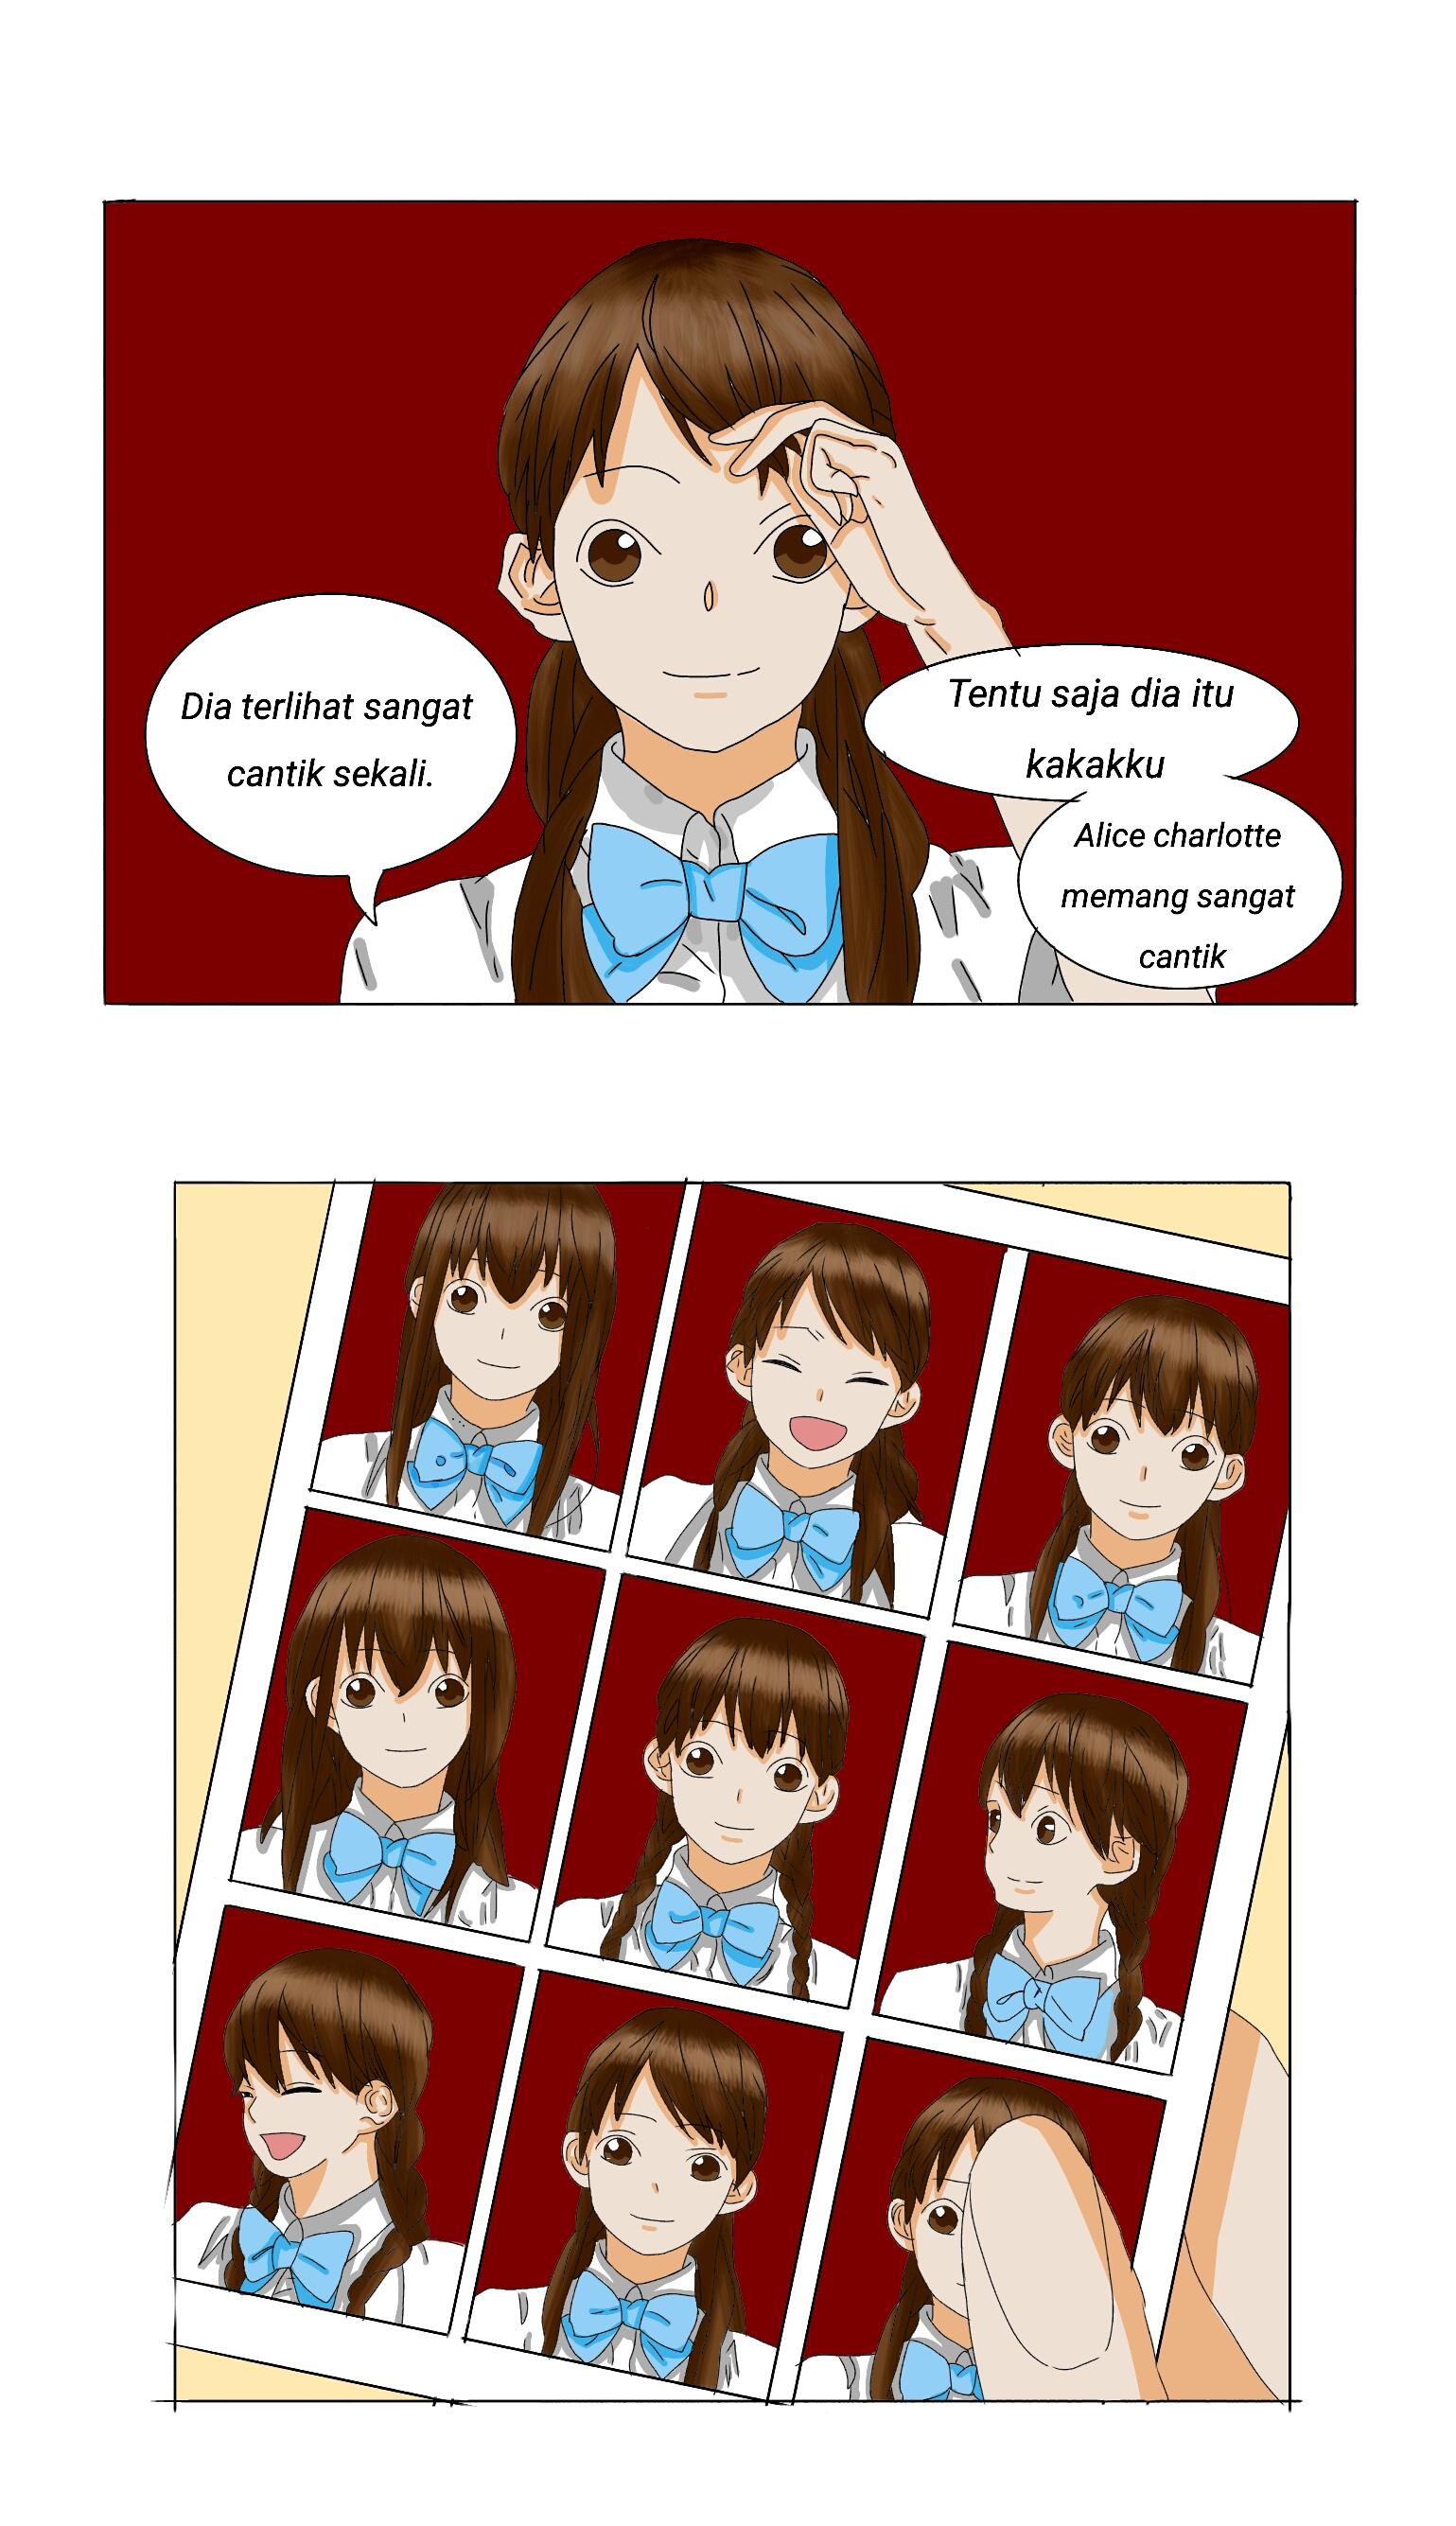 Dia terlihat sangat
cantik sekali.
Tentu saja dia itu
kakakku
Alice charlotte
memang sangat
cantik